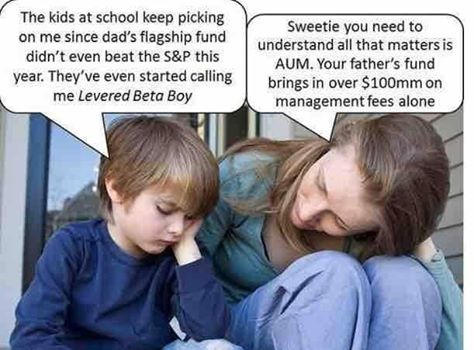 The kids at school keep picking
on me since dad's flagship fund
didn't even beat the S&P this
year. They've even started calling
me Levered Beta Boy
Sweetie you need to
understand all that matters is
AUM. Your father's fund
brings in over $100mm on
management fees alone